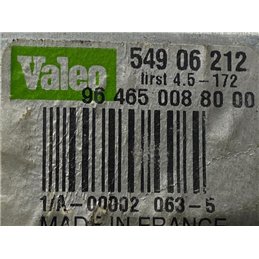 Valeo
549 06 212
first 4.5-172
96 465 008 80 00
1/A-00002 063-5
MADE IN FRANCE